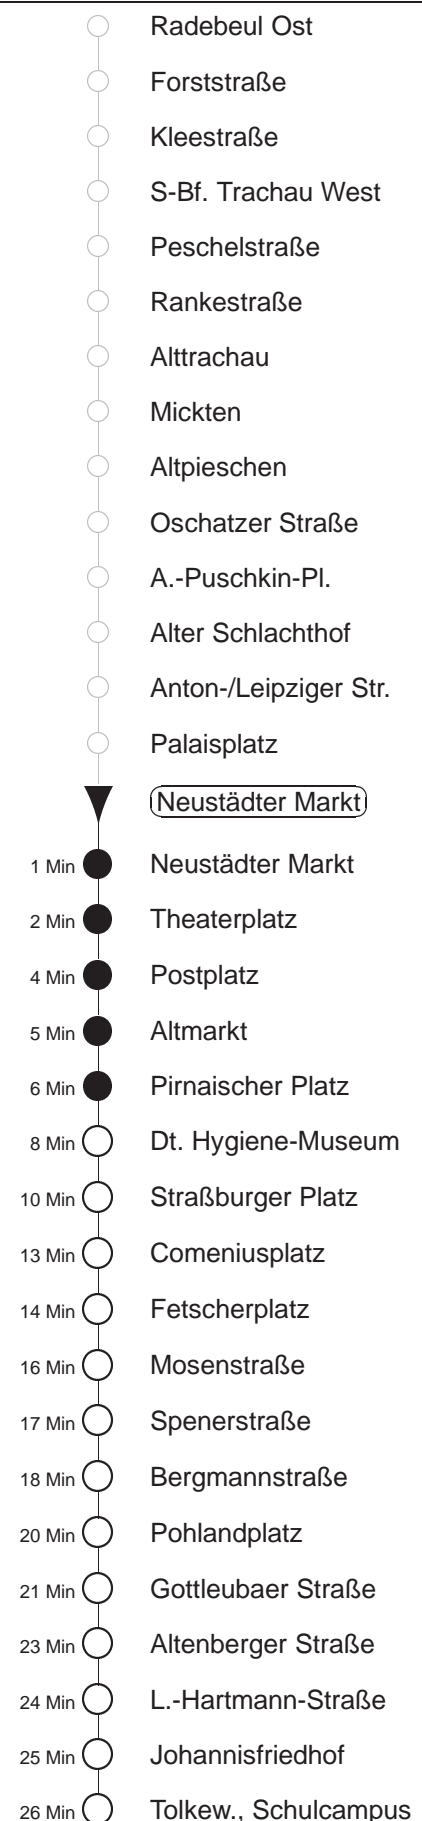 Radebeul Ost
Forststraße
Kleestraße
S-Bf. Trachau West
Peschelstraße
Rankestraße
Alttrachau
Mickten
Altpieschen
Oschatzer Straße
A.-Puschkin-Pl.
Alter Schlachthof
Anton-/Leipziger Str.
Palaisplatz
Neustädter Markt
1 Min Neustädter Markt
2 Min Theaterplatz
4 Min Postplatz
5 Min Altmarkt
6 Min Pirnaischer Platz
8 Min Dt. Hygiene-Museum
10 Min Straßburger Platz
13 Min Comeniusplatz
14 Min Fetscherplatz
16 Min Mosenstraße
17 Min Spenerstraße
18 Min Bergmannstraße
20 Min Pohlandplatz
21 Min Gottleubaer Straße
23 Min Altenberger Straße
24 Min L.-Hartmann-Straße
25 Min Johannisfriedhof
26 Min Tolkew., Schulcampus